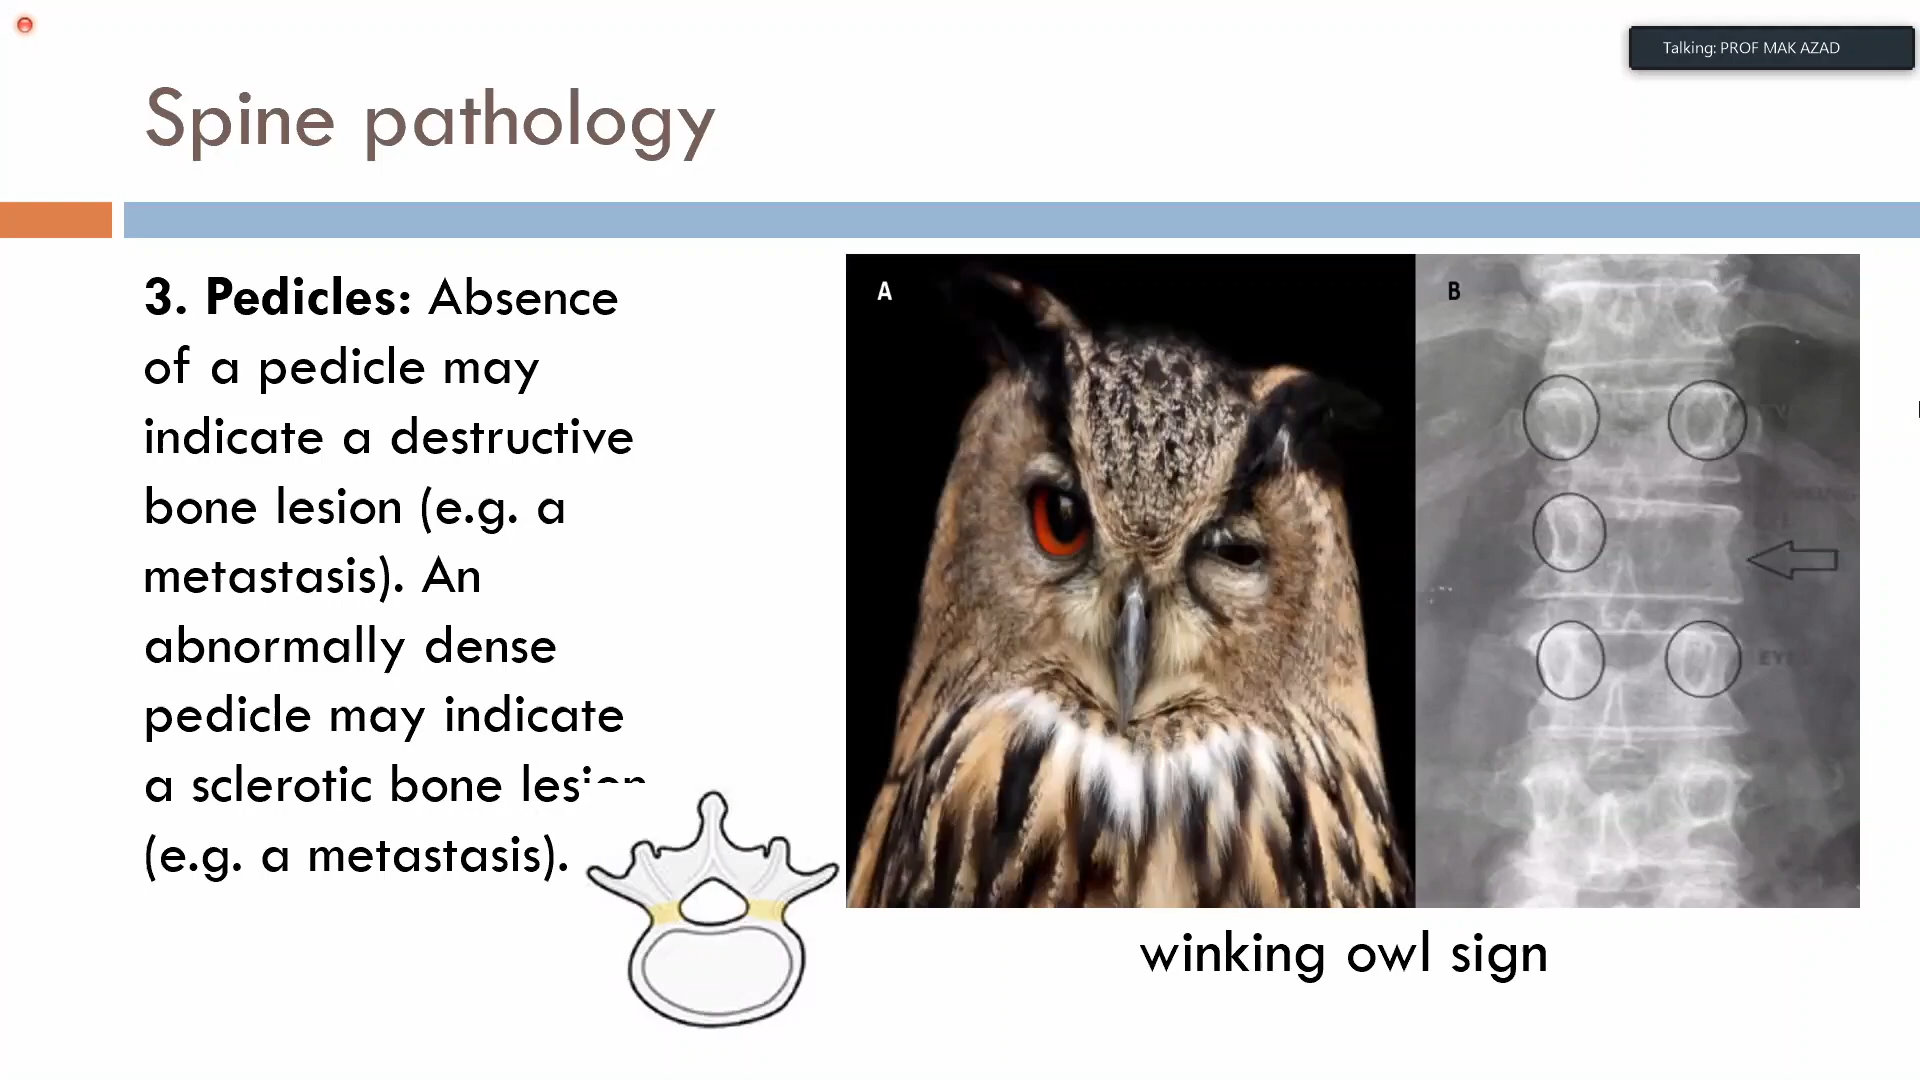 Talking: PROF MAK AZAD
Spine pathology
3. Pedicles: Absence
of a pedicle may
indicate a destructive
bone lesion (e.g. a
metastasis). An
abnormally dense
pedicle may indicate
a sclerotic bone lesion
(e.g. a metastasis).
A
B
winking owl sign